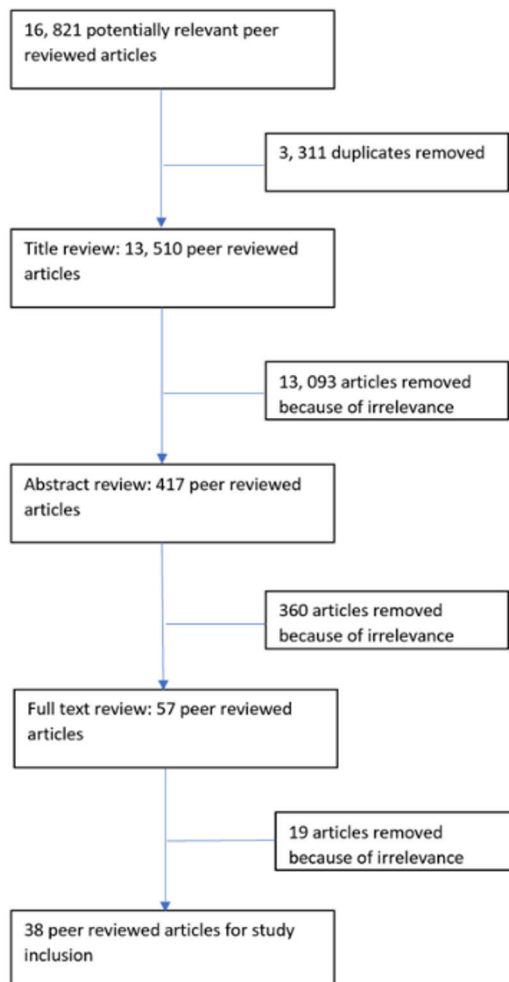 16, 821 potentially relevant peer
reviewed articles
3, 311 duplicates removed
Title review: 13, 510 peer reviewed
articles
13, 093 articles removed
because of irrelevance
Abstract review: 417 peer reviewed
articles
360 articles removed
because of irrelevance
Full text review: 57 peer reviewed
articles
19 articles removed
because of irrelevance
38 peer reviewed articles for study
inclusion